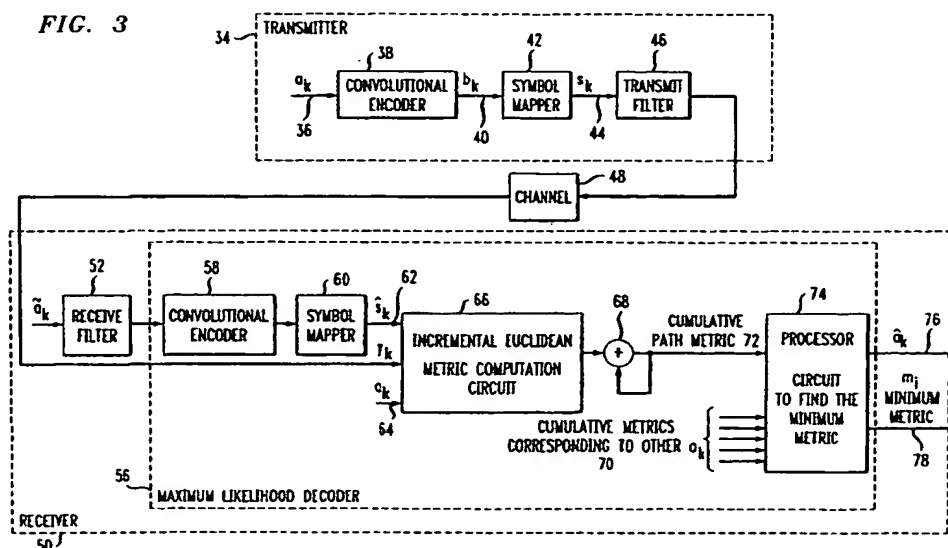 FIG. 3
34
TRANSMITTER
38
42
46
a_k
CONVOLUTIONAL
ENCODER
b_k
SYMBOL
MAPPER
s_k
TRANSMIT
FILTER
36
40
44
CHANNEL
48
52
58
60
62
66
68
74
76
ã_k
RECEIVE
FILTER
CONVOLUTIONAL
ENCODER
SYMBOL
MAPPER
ŝ_k
γ_k
c_k
64
INCREMENTAL EUCLIDEAN
METRIC COMPUTATION
CIRCUIT
+
CUMULATIVE
PATH METRIC 72
PROCESSOR
CIRCUIT
TO FIND THE
MINIMUM
METRIC
â_k
m_i
MINIMUM
METRIC
78
CUMULATIVE METRICS
CORRESPONDING TO OTHER a_k
70
56
MAXIMUM LIKELIHOOD DECODER
RECEIVER
50